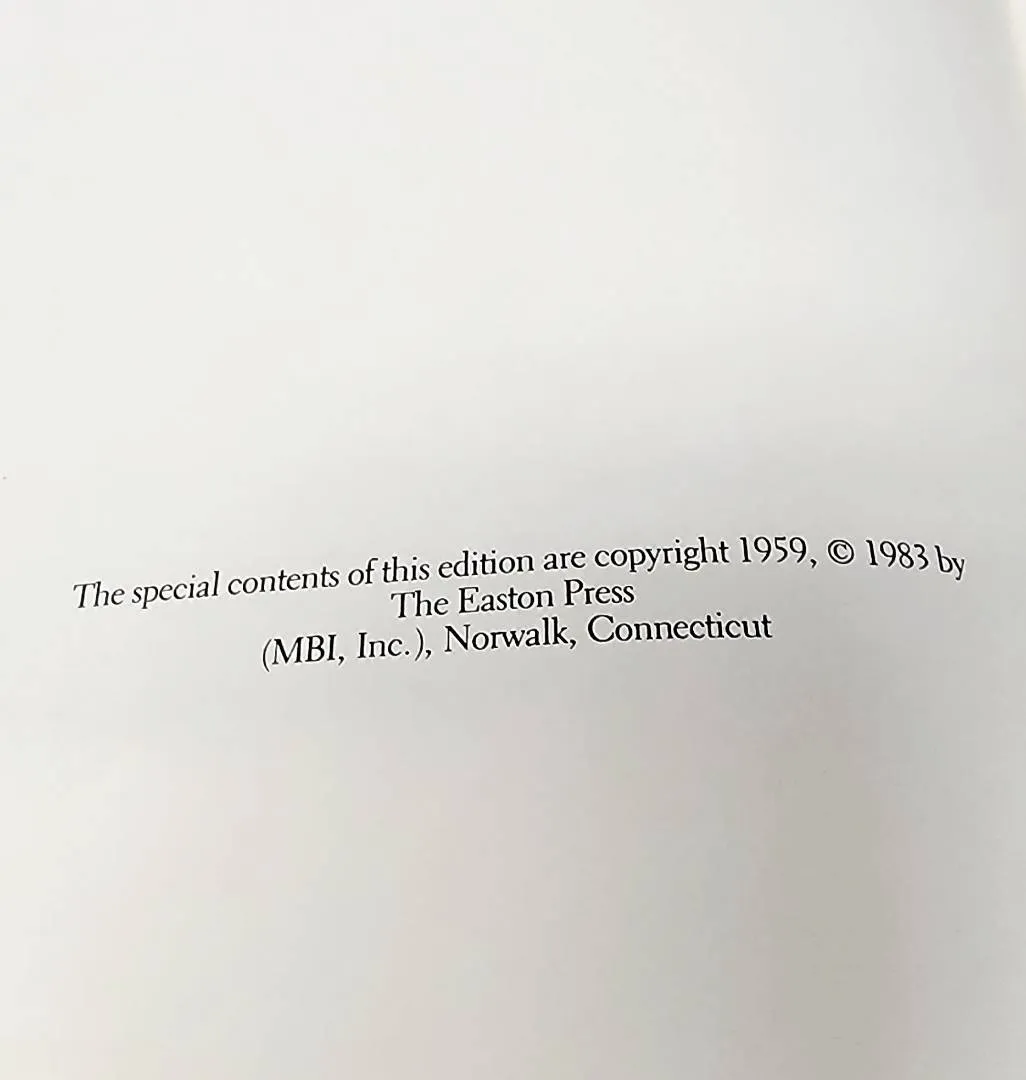 The special contents of this edition are copyright 1959, © 1983 by
The Easton Press
(MBI, Inc.), Norwalk, Connecticut